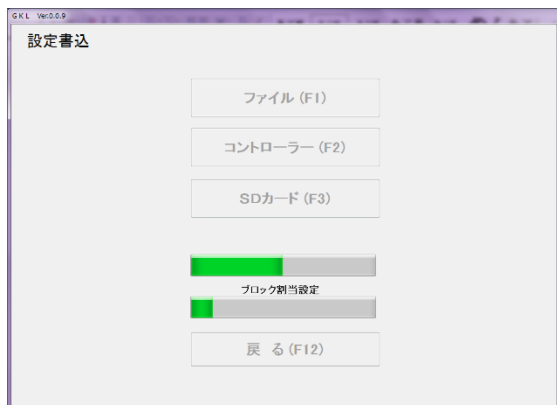 GKL Ver.0.0.9
設定書込
ファイル (F1)
コントローラー (F2)
SDカード (F3)
ブロック割当設定
戻 る (F12)